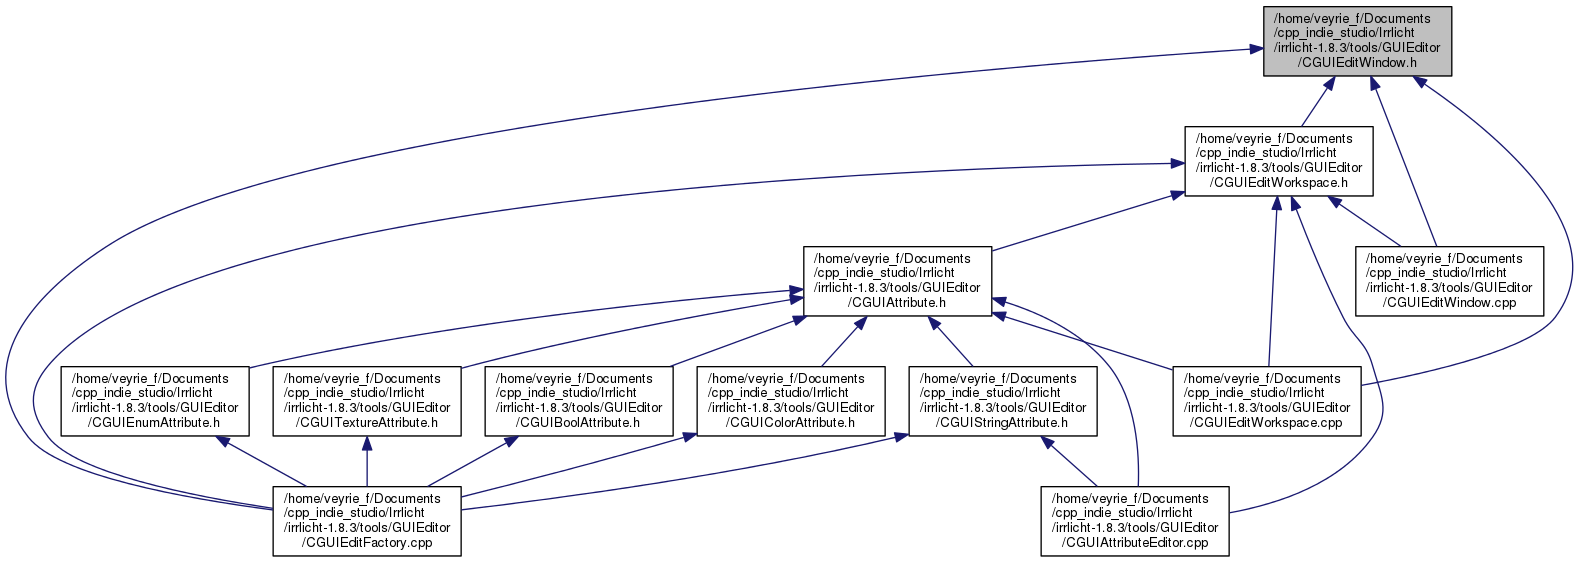 /home/veyrie_f/Documents
/cpp_indie_studio/Irrlicht
/irrlicht-1.8.3/tools/GUIEditor
/CGUIEditWindow.h
/home/veyrie_f/Documents
/cpp_indie_studio/Irrlicht
/irrlicht-1.8.3/tools/GUIEditor
/CGUIEditWorkspace.h
/home/veyrie_f/Documents
/cpp_indie_studio/Irrlicht
/irrlicht-1.8.3/tools/GUIEditor
/CGUIAttribute.h
/home/veyrie_f/Documents
/cpp_indie_studio/Irrlicht
/irrlicht-1.8.3/tools/GUIEditor
/CGUIEditWindow.cpp
/home/veyrie_f/Documents
/cpp_indie_studio/Irrlicht
/irrlicht-1.8.3/tools/GUIEditor
/CGUIEnumAttribute.h
/home/veyrie_f/Documents
/cpp_indie_studio/Irrlicht
/irrlicht-1.8.3/tools/GUIEditor
/CGUITextureAttribute.h
/home/veyrie_f/Documents
/cpp_indie_studio/Irrlicht
/irrlicht-1.8.3/tools/GUIEditor
/CGUIBoolAttribute.h
/home/veyrie_f/Documents
/cpp_indie_studio/Irrlicht
/irrlicht-1.8.3/tools/GUIEditor
/CGUIColorAttribute.h
/home/veyrie_f/Documents
/cpp_indie_studio/Irrlicht
/irrlicht-1.8.3/tools/GUIEditor
/CGUIStringAttribute.h
/home/veyrie_f/Documents
/cpp_indie_studio/Irrlicht
/irrlicht-1.8.3/tools/GUIEditor
/CGUIEditWorkspace.cpp
/home/veyrie_f/Documents
/cpp_indie_studio/Irrlicht
/irrlicht-1.8.3/tools/GUIEditor
/CGUIEditFactory.cpp
/home/veyrie_f/Documents
/cpp_indie_studio/Irrlicht
/irrlicht-1.8.3/tools/GUIEditor
/CGUIAttributeEditor.cpp